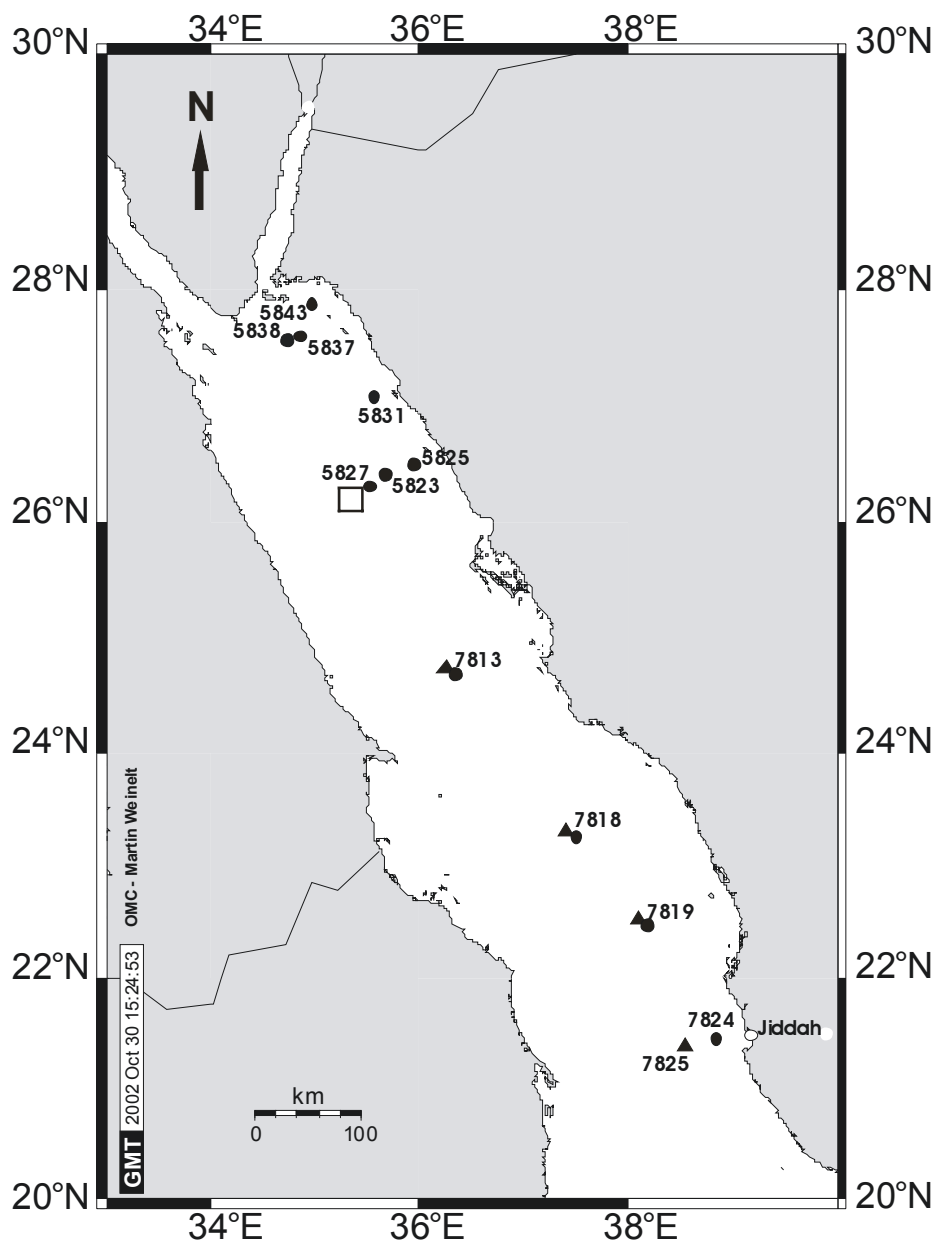 34°E 36°E 38°E
30°N 30°N
N
28°N 28°N
5843
5838
5837
5831
5825
5827
5823
26°N 26°N
7813
24°N 24°N
7818
7819
22°N 22°N
7824
Jiddah
7825
OMC - Martin Weinelt
GMT 2002 Oct 30 15:24:53
km
0 100
20°N 20°N
34°E 36°E 38°E